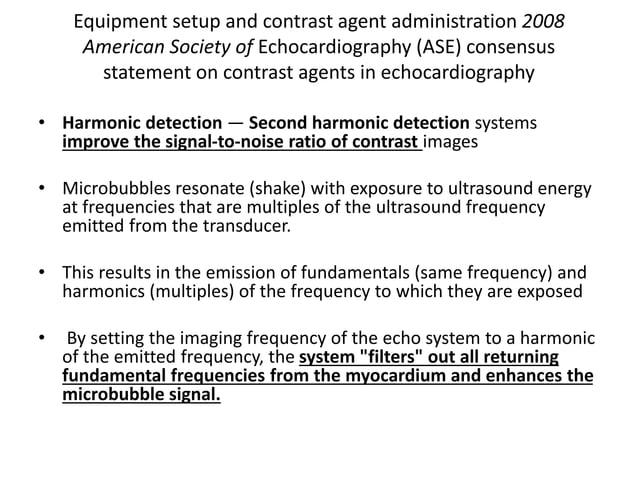 Equipment setup and contrast agent administration 2008
American Society of Echocardiography (ASE) consensus
statement on contrast agents in echocardiography
• Harmonic detection — Second harmonic detection systems
improve the signal-to-noise ratio of contrast images
• Microbubbles resonate (shake) with exposure to ultrasound energy
at frequencies that are multiples of the ultrasound frequency
emitted from the transducer.
• This results in the emission of fundamentals (same frequency) and
harmonics (multiples) of the frequency to which they are exposed
• By setting the imaging frequency of the echo system to a harmonic
of the emitted frequency, the system "filters" out all returning
fundamental frequencies from the myocardium and enhances the
microbubble signal.